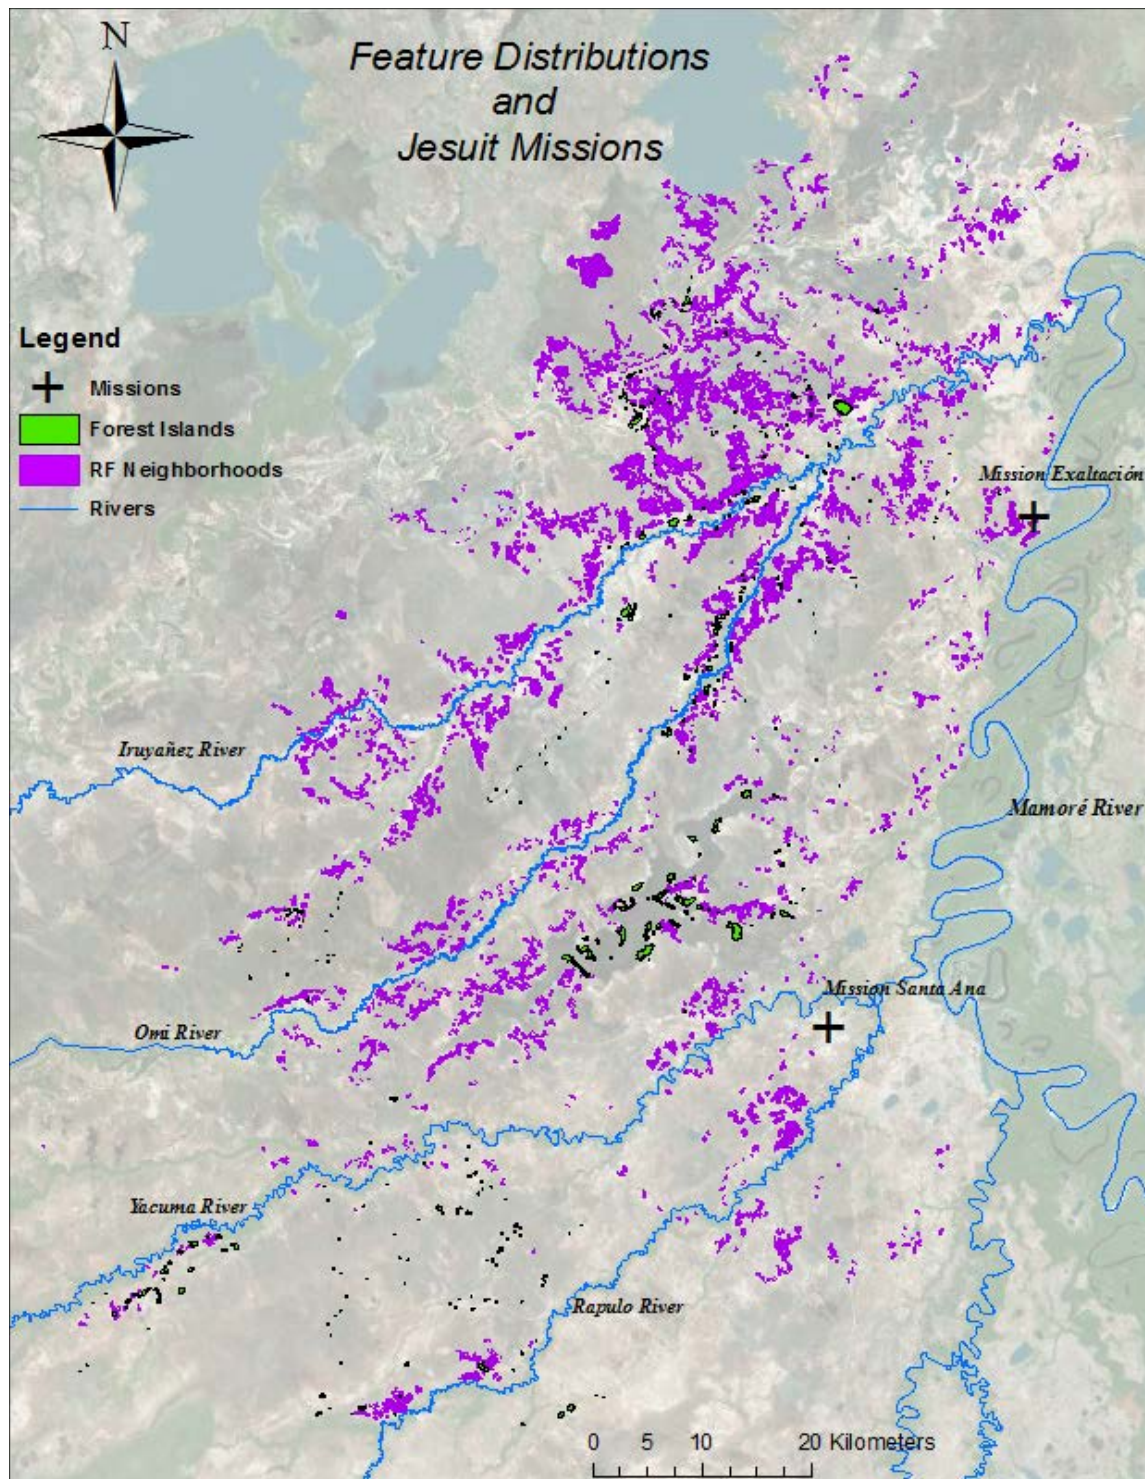 N
Feature Distributions
and
Jesuit Missions
Legend
Missions
Forest Islands
RF Neighborhoods
Rivers
Mission Exaltación
Iruyañez River
Mamoré River
Mission Santa Ana
Omi River
Yacuma River
Rapulo River
0 5 10 20 Kilometers